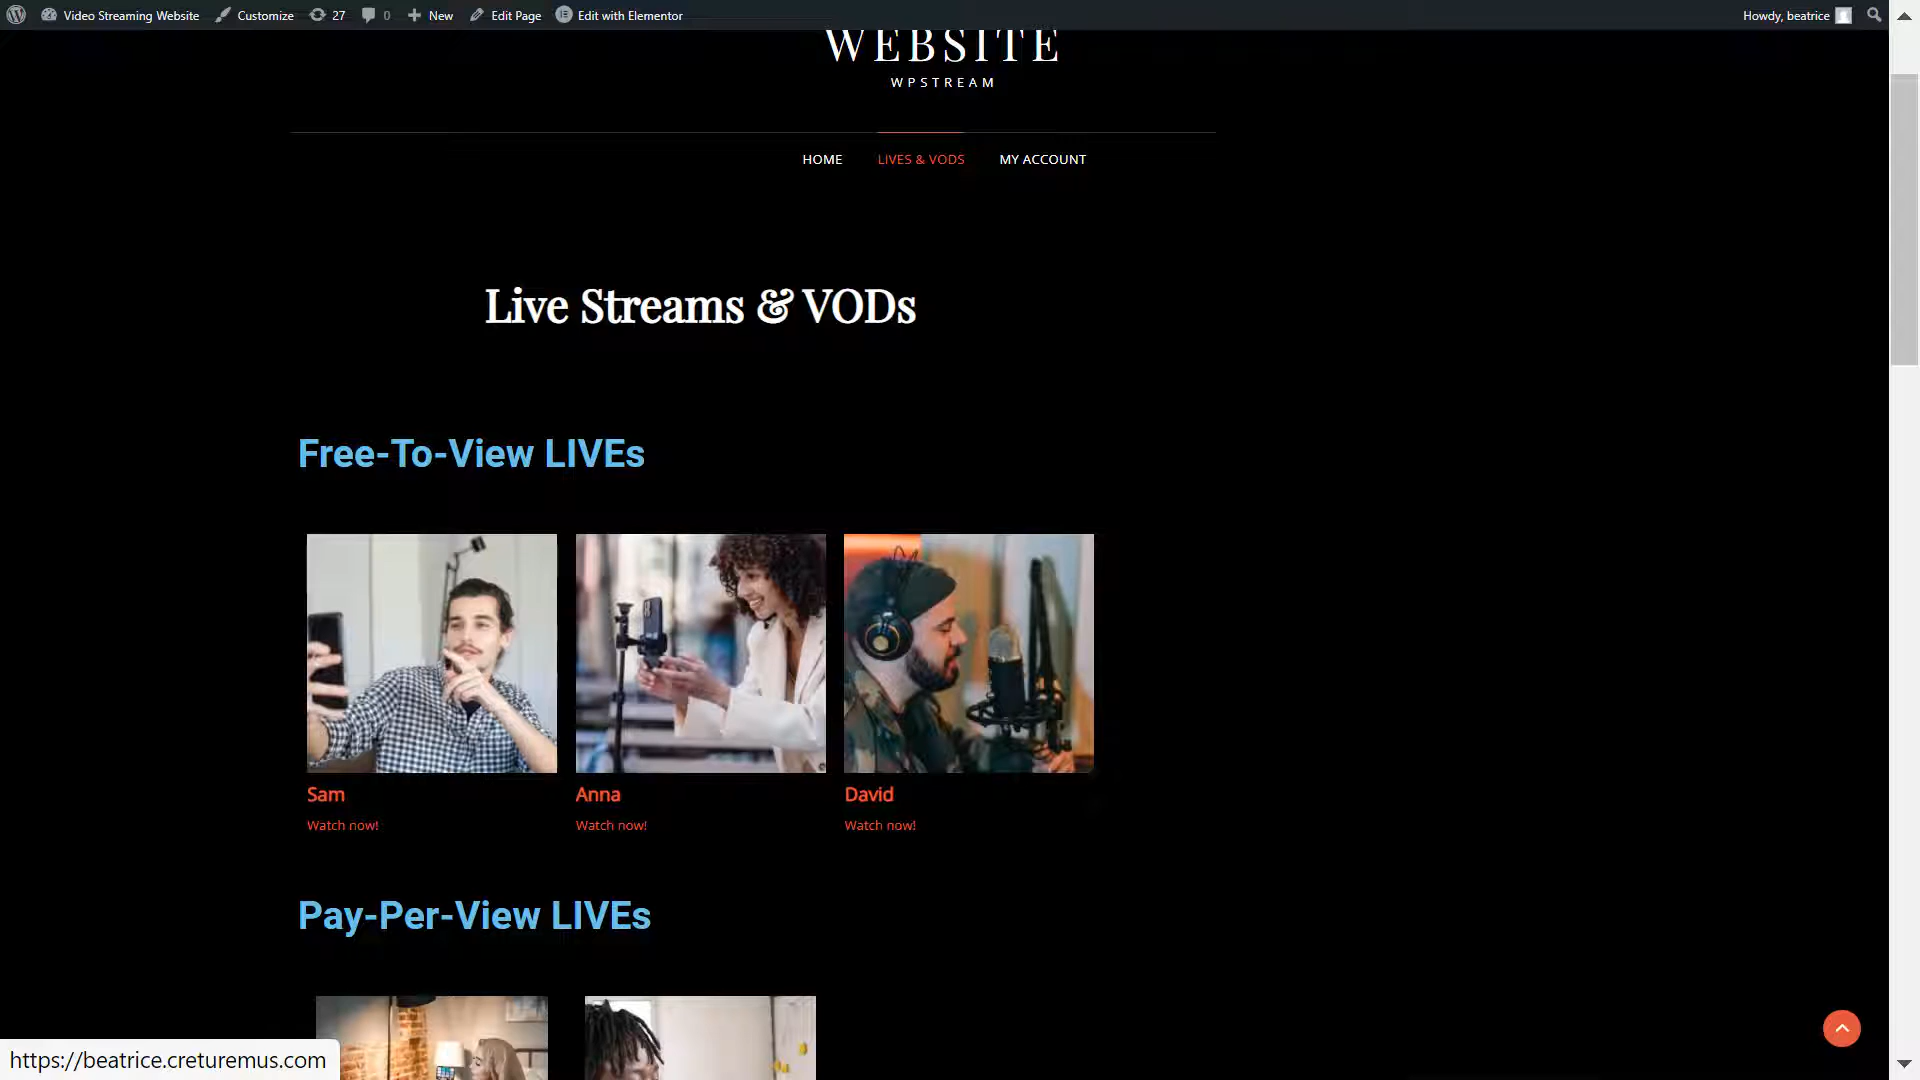 Video Streaming Website Customize 27 0 New Edit Page Edit with Elementor Howdy, beatrice
WEBSITE
WPSTREAM
HOME LIVES & VODS MY ACCOUNT
Live Streams & VODs
Free-To-View LIVEs
Sam Anna David
Watch now! Watch now! Watch now!
Pay-Per-View LIVEs
https://beatrice.creturemus.com